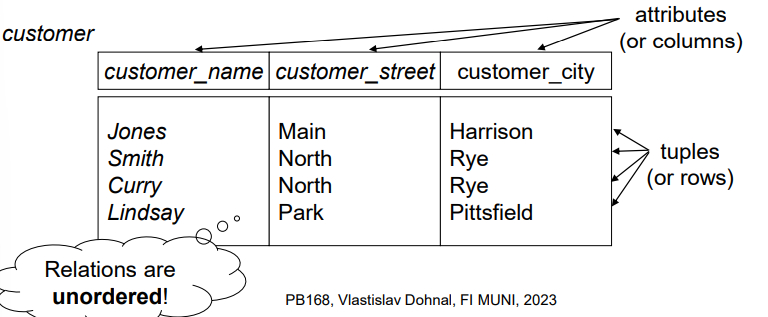 attributes
(or columns)
customer
customer_name customer_street customer_city
Jones Main Harrison
Smith North Rye
Curry North Rye
Lindsay Park Pittsfield
tuples
(or rows)
Relations are
unordered!
PB168, Vlastislav Dohnal, FI MUNI, 2023